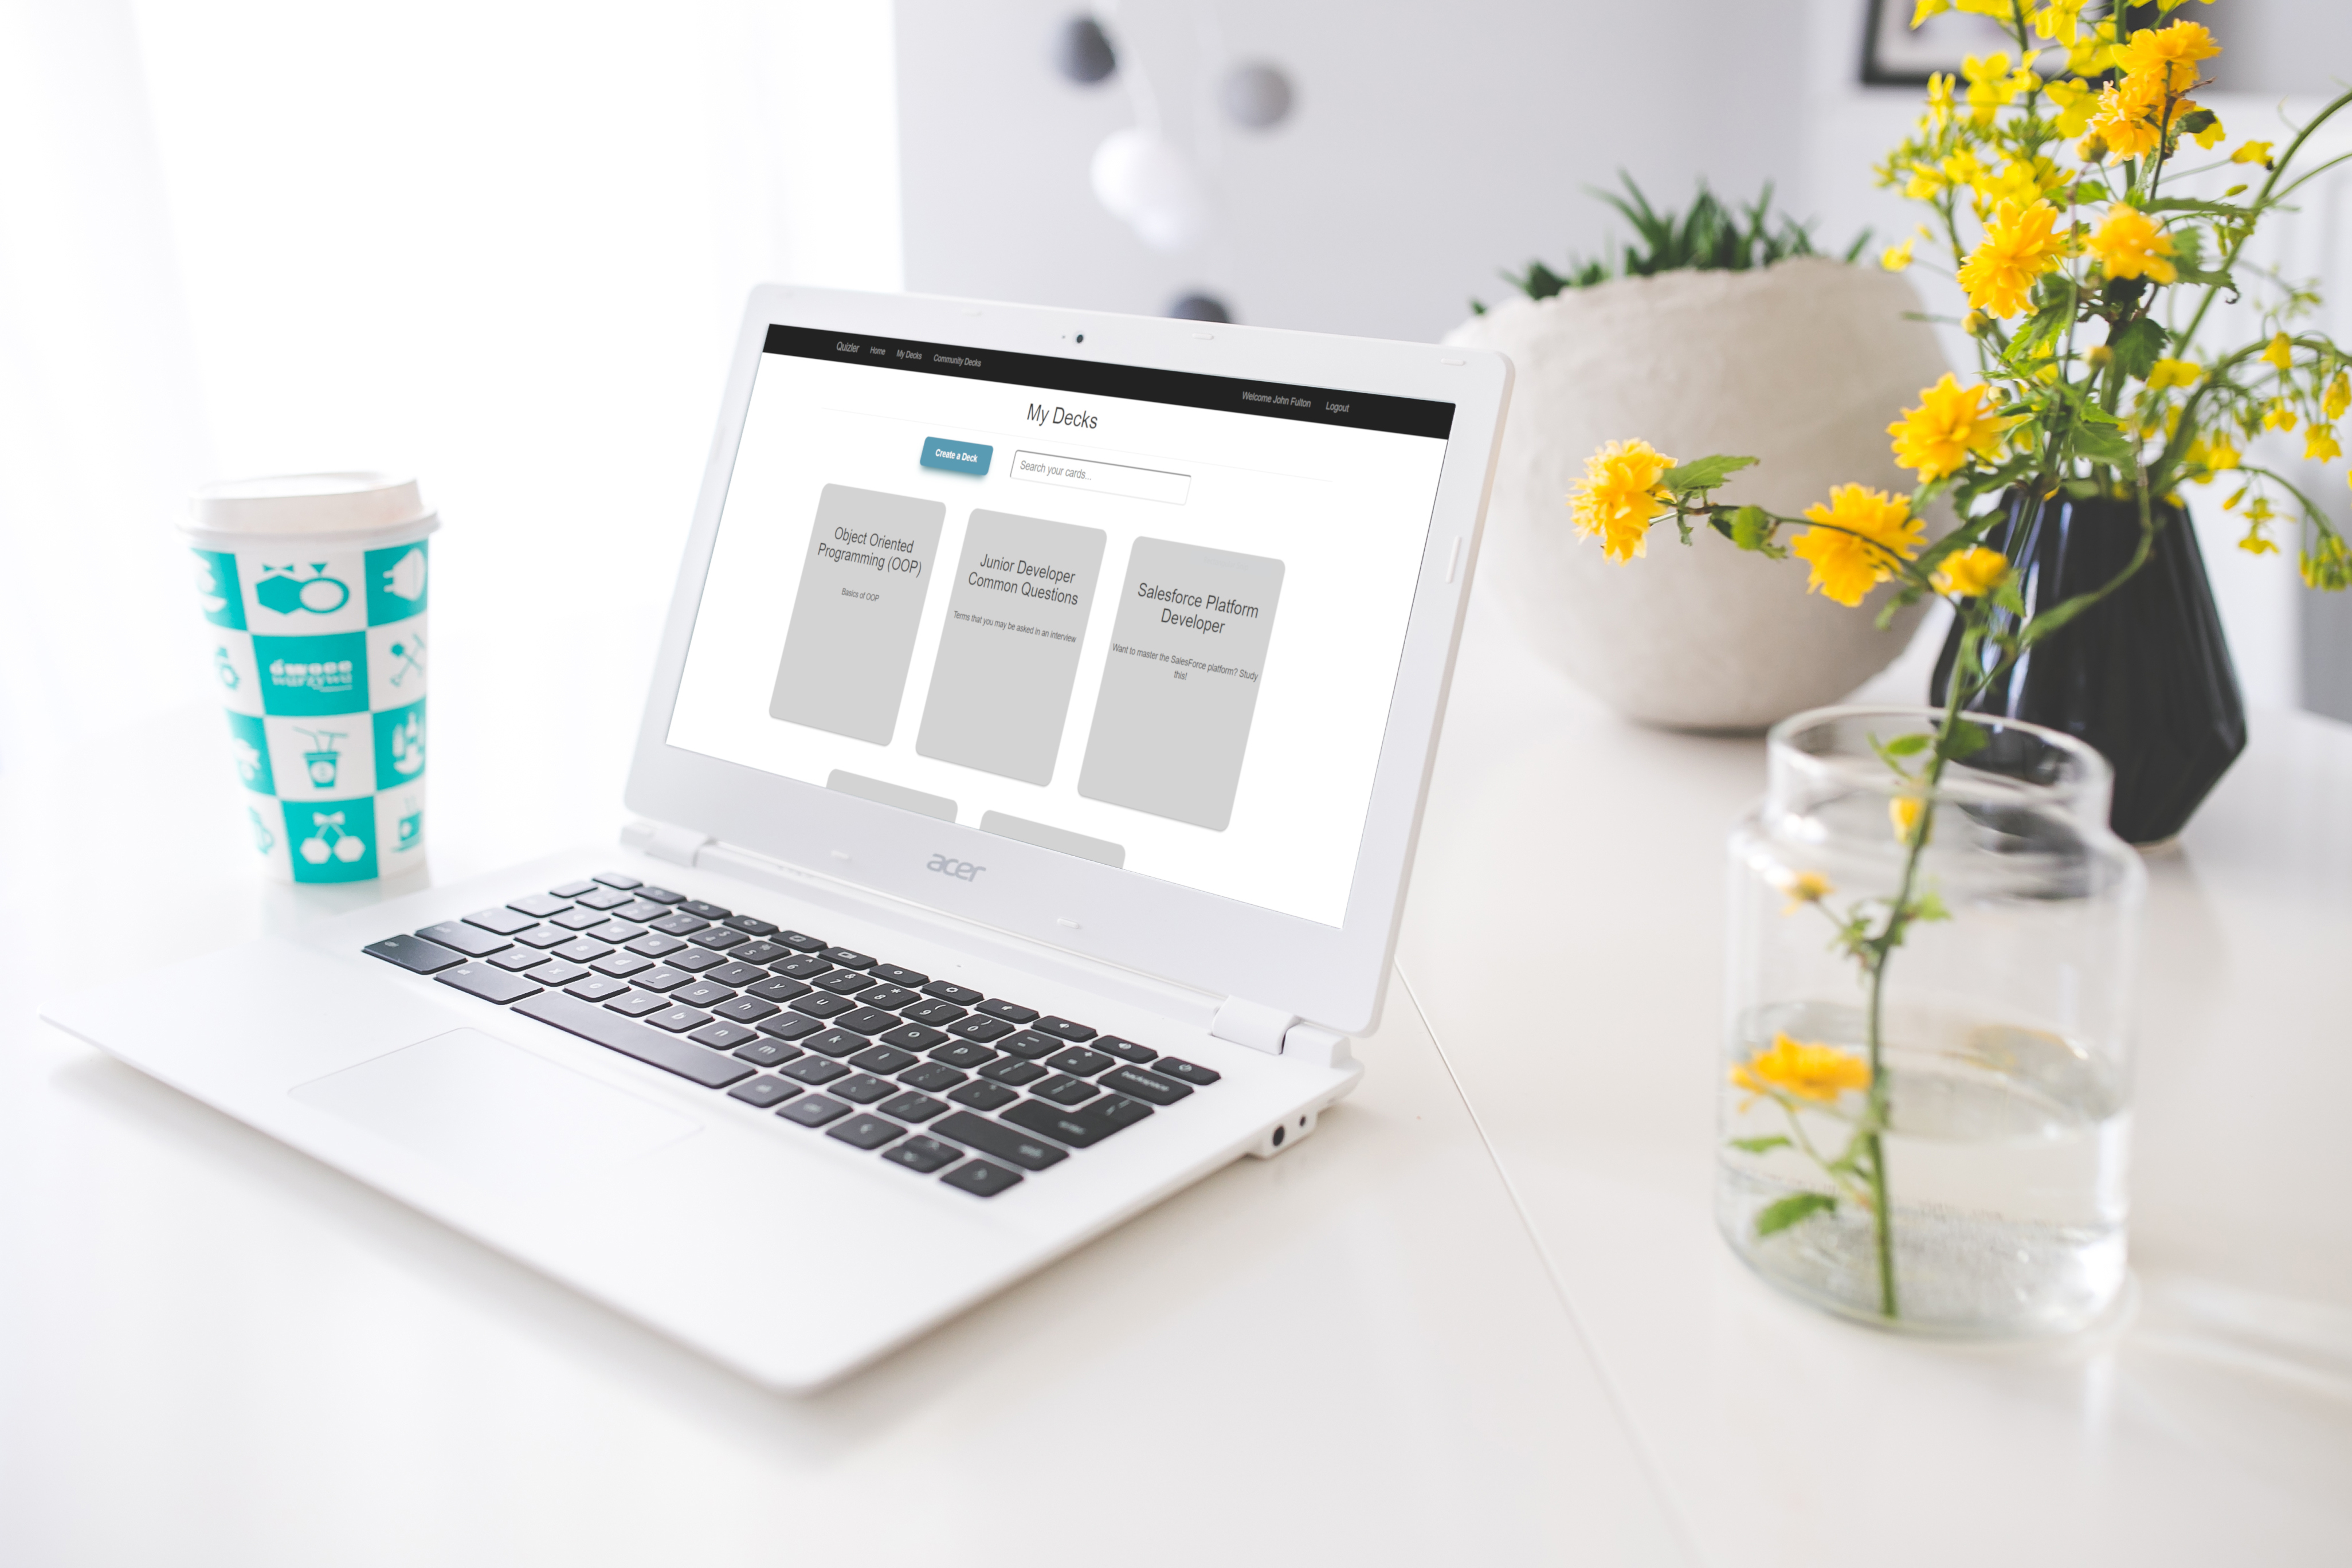 Quizler Home My Decks Community Decks
Welcome John Fulton Logout
My Decks
Create a Deck
Search your cards...
Object Oriented
Programming (OOP)
Basics of OOP
Junior Developer
Common Questions
Terms that you may be asked in an interview
Salesforce Platform
Developer
Want to master the SalesForce platform? Study
this!
acer
backspace